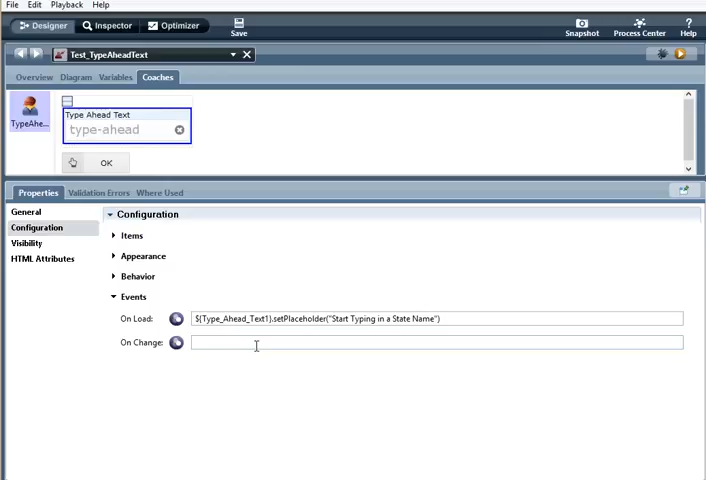 File Edit Playback Help
Designer Inspector Optimizer Save Snapshot Process Center Help
Test_TypeAheadText
Overview Diagram Variables Coaches
Type Ahead Text
TypeAhe... type-ahead
OK
Properties Validation Errors Where Used
General Configuration
Configuration
Items
Visibility
HTML Attributes Appearance
Behavior
Events
On Load: ${Type_Ahead_Text1}.setPlaceholder("Start Typing in a State Name")
On Change: